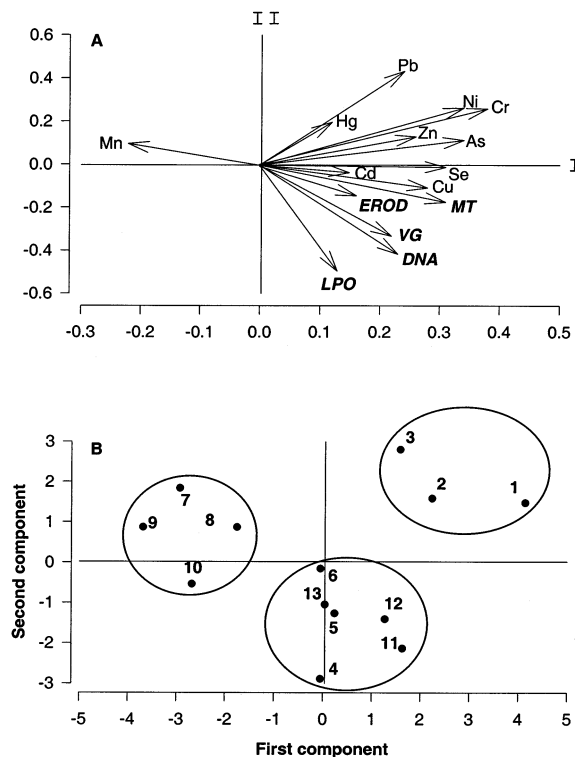 I I
A
0.6
0.4
0.2
0.0
-0.2
-0.4
-0.6
Pb
Ni
Cr
Hg
Zn
As
Mn
I
Cd
Se
Cu
EROD
MT
VG
DNA
LPO
-0.3 -0.2 -0.1 0.0 0.1 0.2 0.3 0.4 0.5
B
Second component
3
2
1
0
-1
-2
-3
3
2
1
7
9
8
10
6
13
5
12
11
4
-5 -4 -3 -2 -1 0 1 2 3 4 5
First component